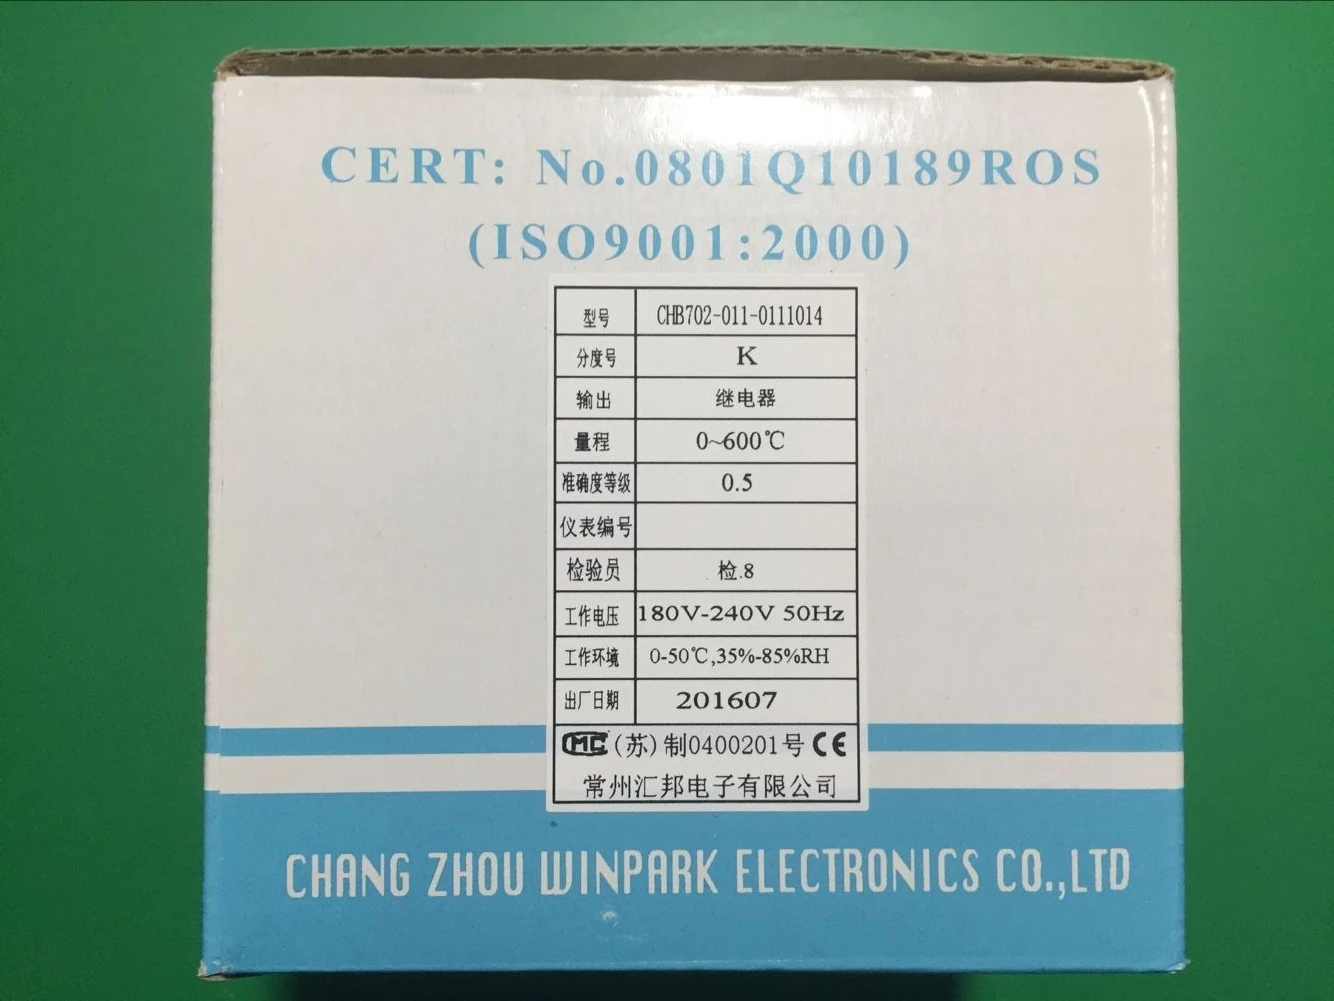 CERT: No.0801Q10189ROS
(ISO9001:2000)
型号 CHB702-011-0111014
分度号 K
输出 继电器
量程 0~600℃
准确度等级 0.5
仪表编号
检验员 检.8
工作电压 180V-240V 50Hz
工作环境 0-50℃,35%-85%RH
出厂日期 201607
MC (苏)制0400201号 CE
常州汇邦电子有限公司
CHANG ZHOU WINPARK ELECTRONICS CO.,LTD